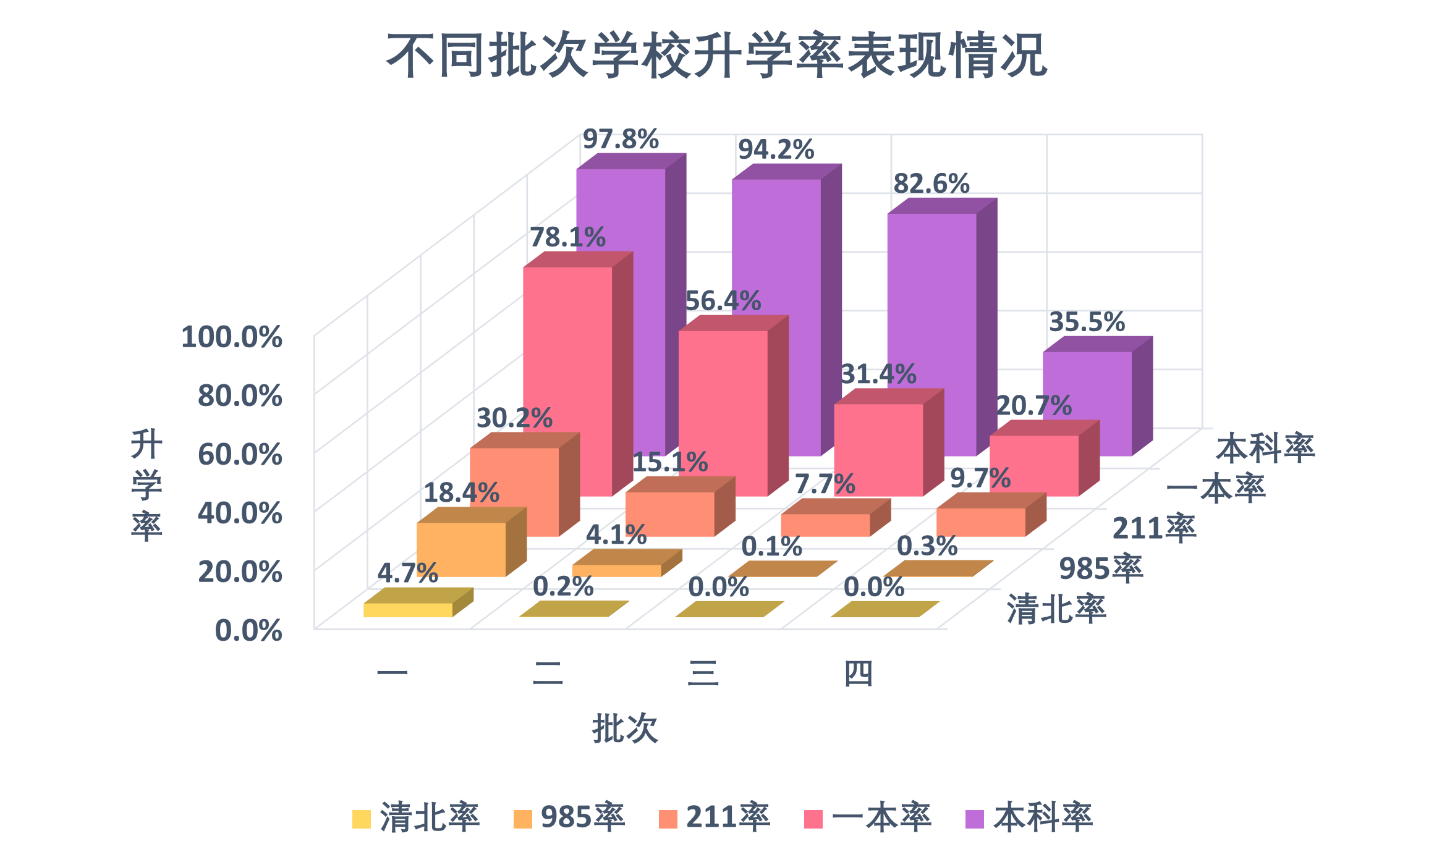 不同批次学校升学率表现情况
97.8%
94.2%
82.6%
35.5%
78.1%
56.4%
31.4%
20.7%
30.2%
15.1%
7.7%
9.7%
18.4%
4.1%
0.1%
0.3%
4.7%
0.2%
0.0%
0.0%
100.0%
80.0%
60.0%
40.0%
20.0%
0.0%
升学率
本科率
一本率
211率
985率
清北率
一 二 三 四
批次
清北率 985率 211率 一本率 本科率